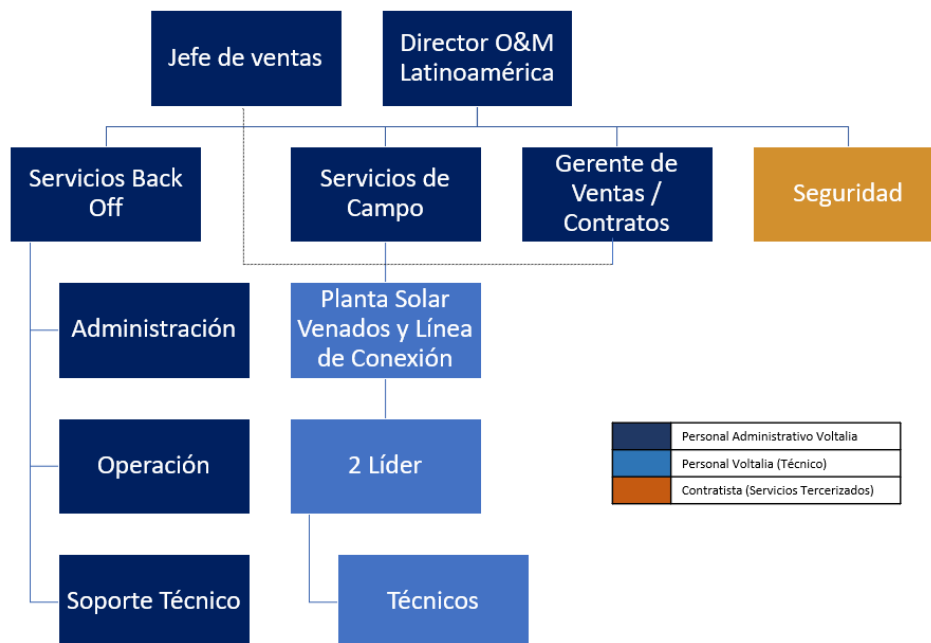 Jefe de ventas
Director O&M
Latinoamérica
Servicios Back
Off
Servicios de
Campo
Gerente de
Ventas /
Contratos
Seguridad
Administración
Planta Solar
Venados y Línea
de Conexión
Operación
2 Líder
Soporte Técnico
Técnicos
Personal Administrativo Voltalia
Personal Voltalia (Técnico)
Contratista (Servicios Tercerizados)